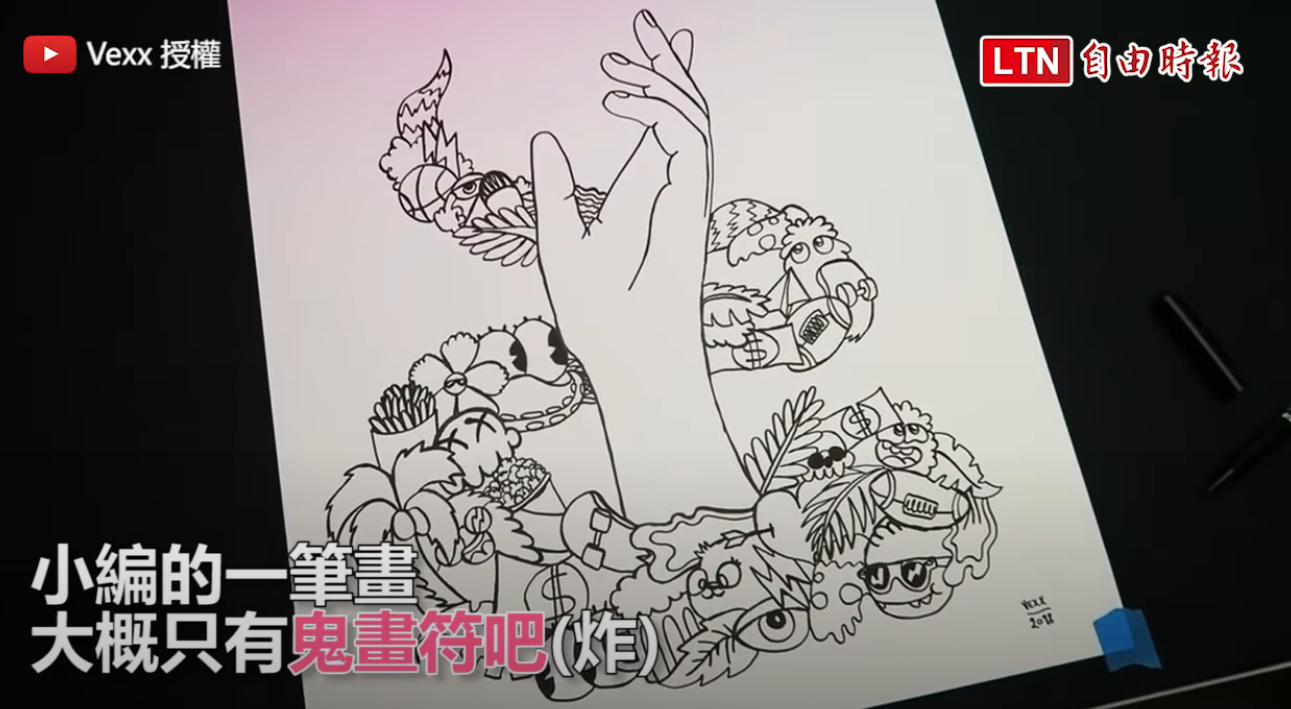 Vexx 授權
LTN 自由時報
小編的一筆畫
大概只有鬼畫符吧(炸)
$
$
$
VEXX
2018